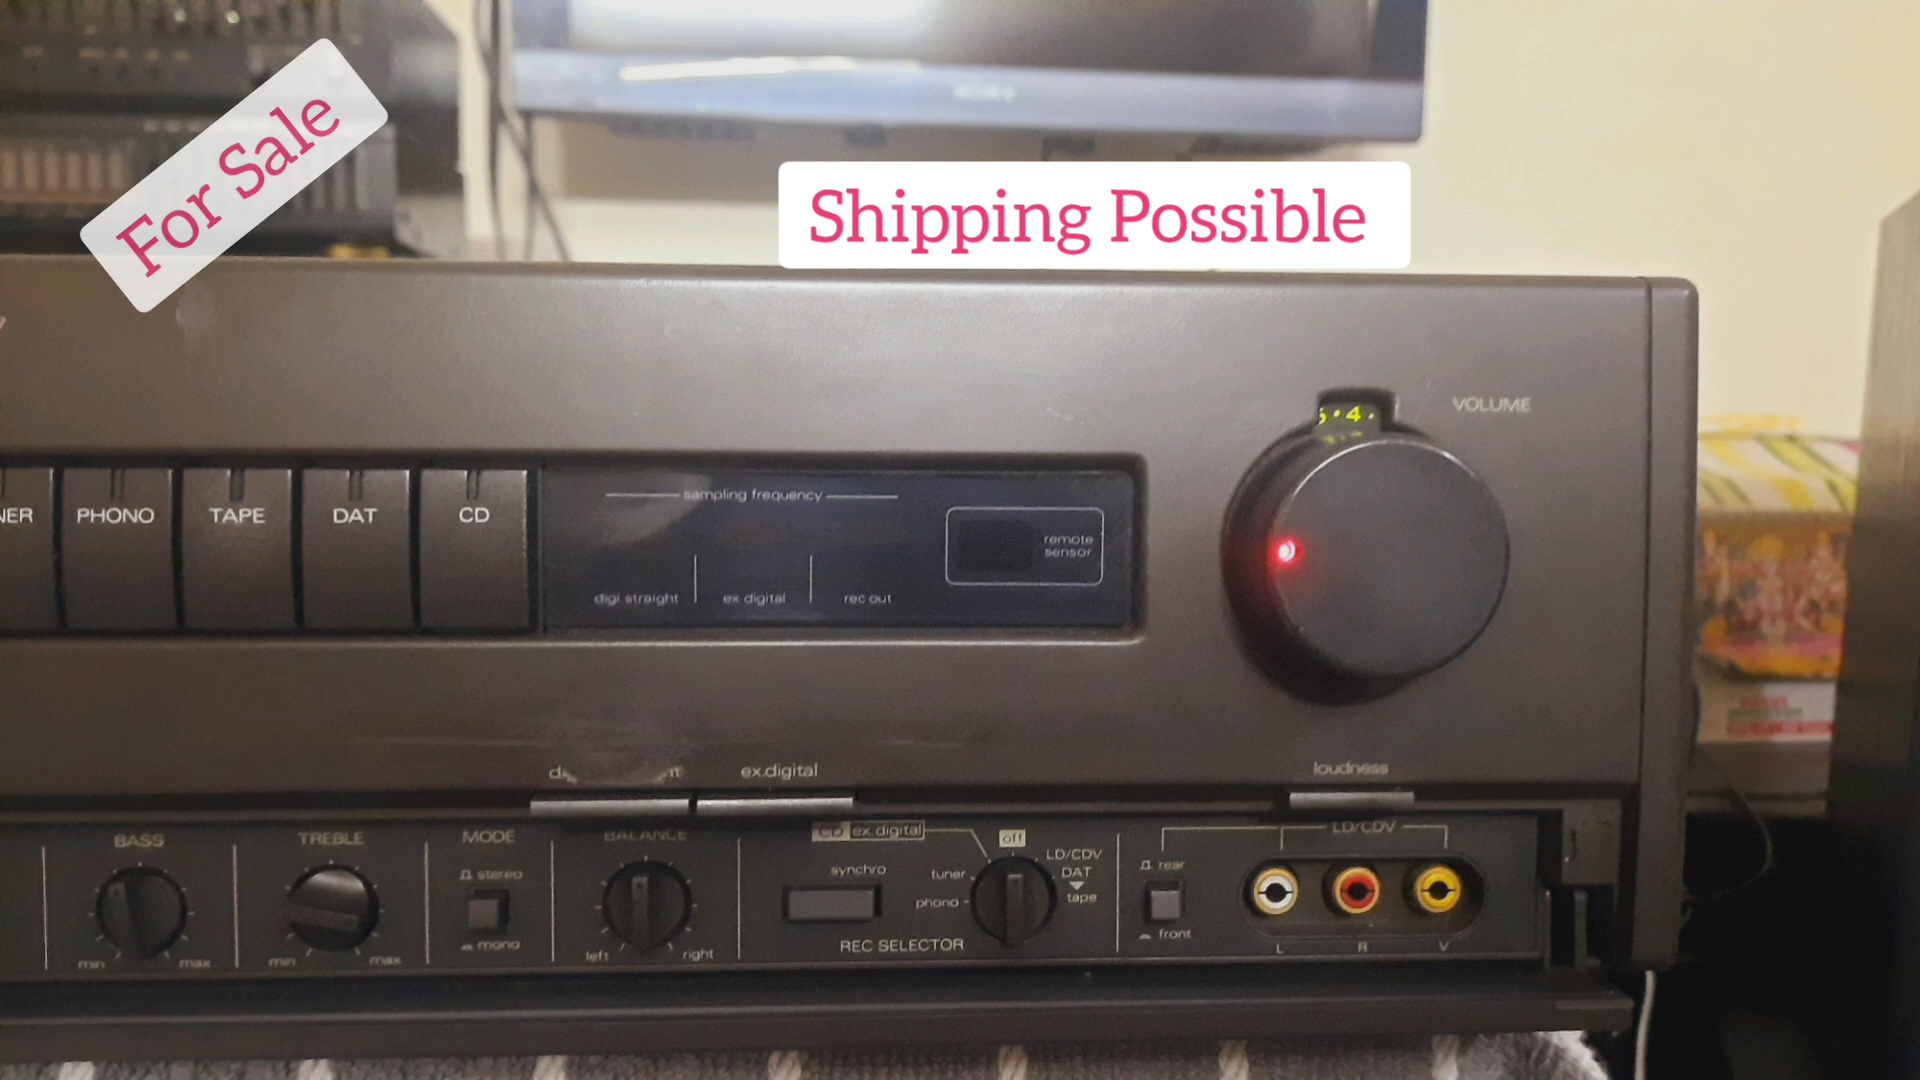 For Sale
Shipping Possible
VOLUME
4
PHONO
TAPE
DAT
CD
sampling frequency
remote
sensor
digi straight
ex digital
rec out
ex.digital
loudness
BASS
min
max
TREBLE
min
max
MODE
stereo
mono
BALANCE
left
right
CD ex digital
synchro
REC SELECTOR
off
tuner
phono
LD/CDV
DAT
tape
rear
front
LD/CDV
L
R
V